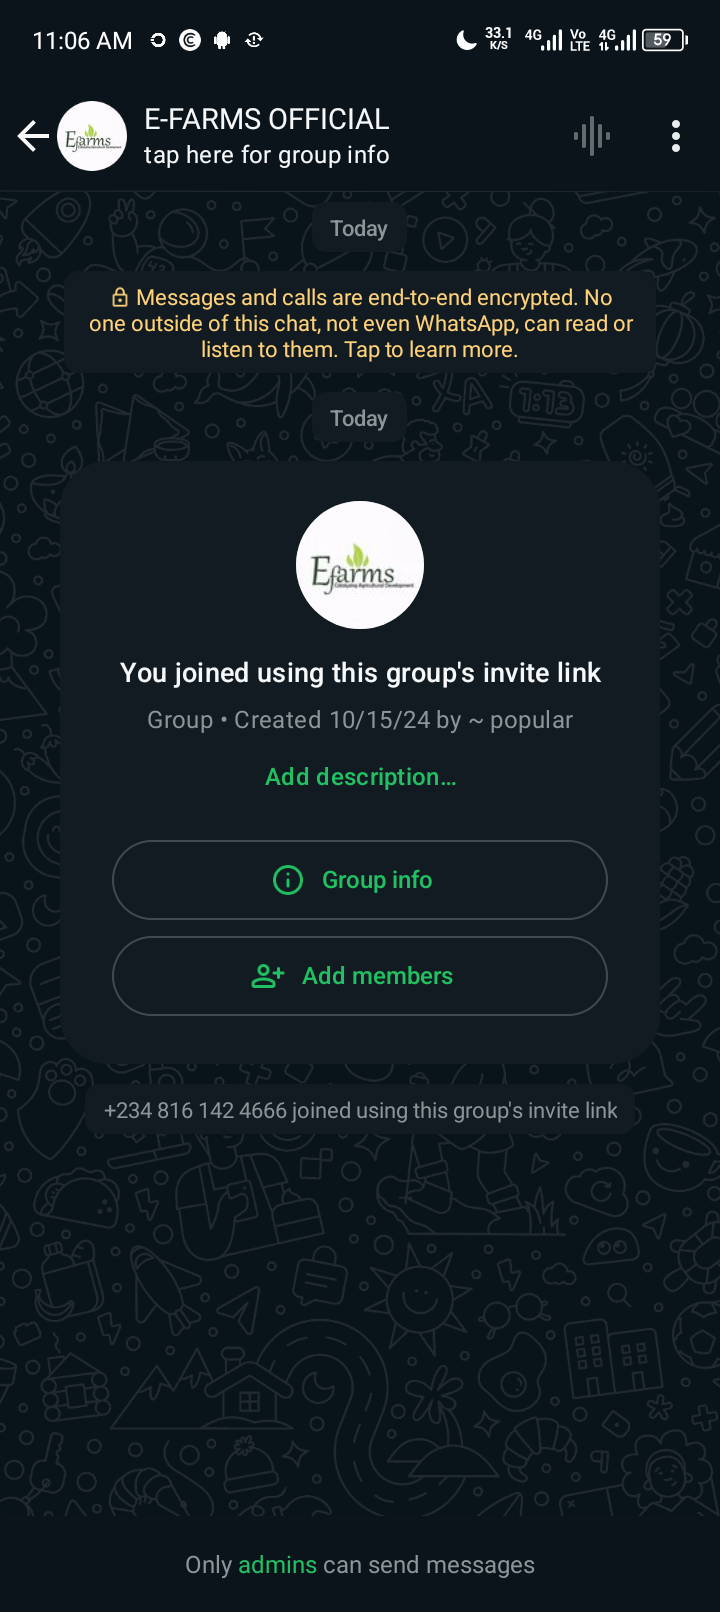 11:06 AM
33.1
K/S
4G
Vo
LTE
4G
59
E-FARMS OFFICIAL
tap here for group info
Today
Messages and calls are end-to-end encrypted. No
one outside of this chat, not even WhatsApp, can read or
listen to them. Tap to learn more.
Today
Efarms
Catalyzing Agricultural Development
You joined using this group's invite link
Group • Created 10/15/24 by ~ popular
Add description...
Group info
Add members
+234 816 142 4666 joined using this group's invite link
Only admins can send messages